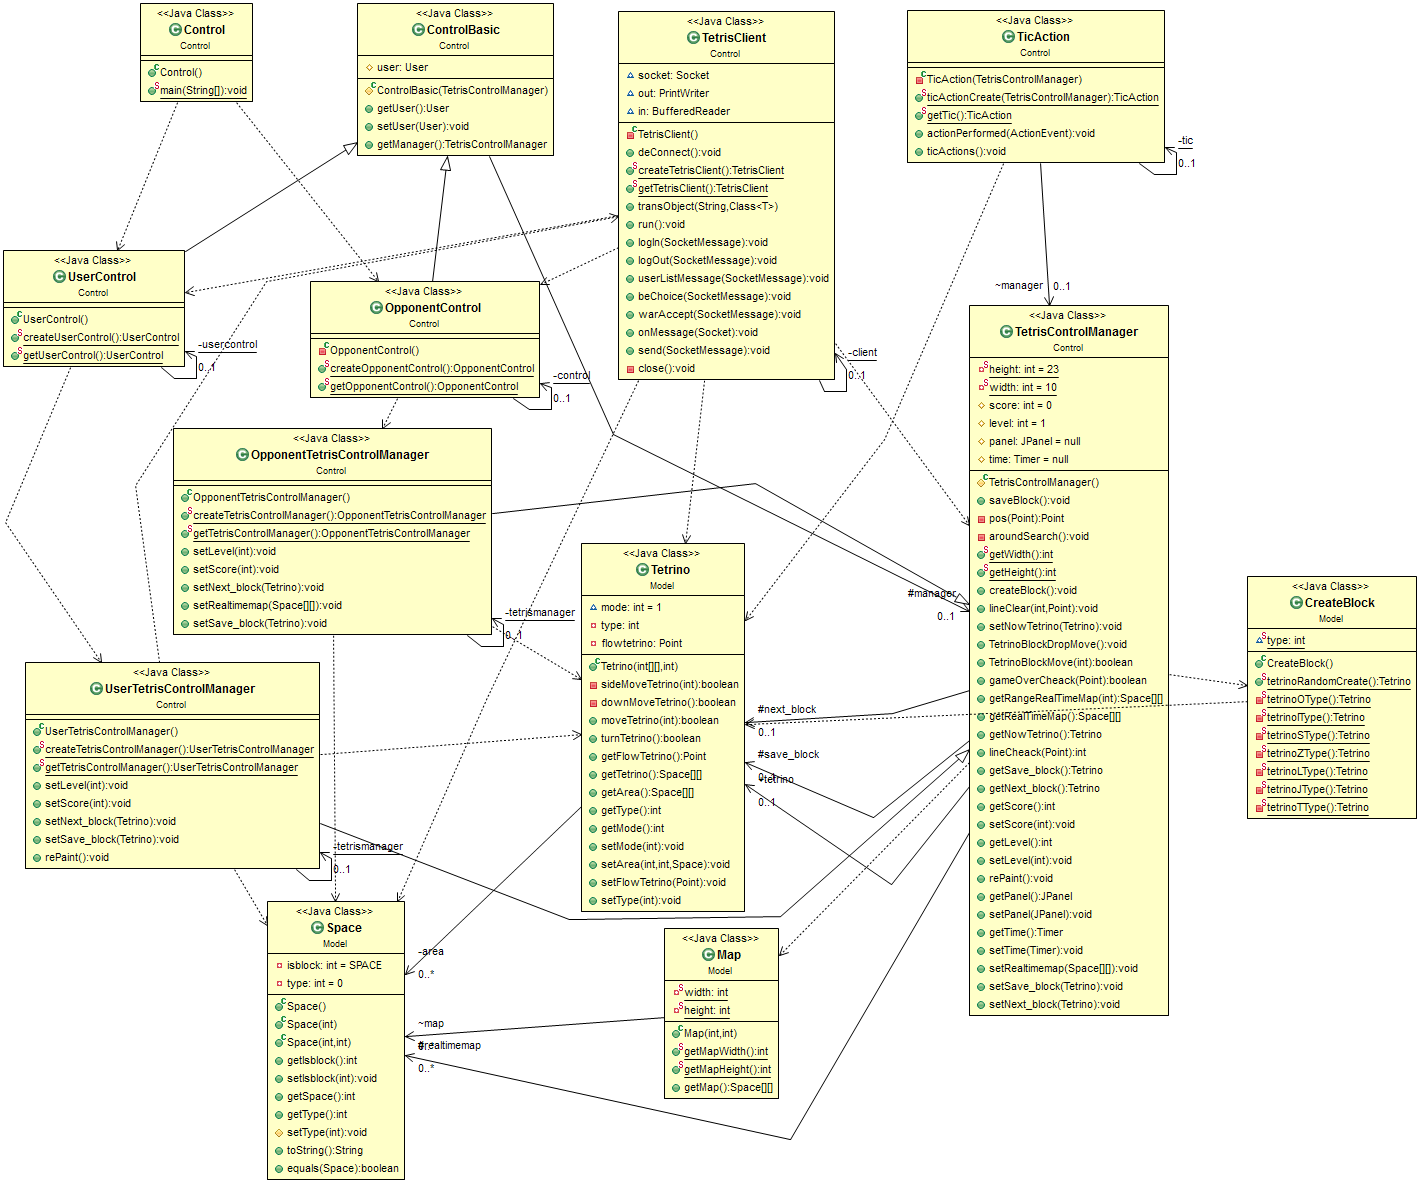 <<Java Class>>
Control
Control
Control()
main(String[]):void
<<Java Class>>
ControlBasic
Control
user: User
ControlBasic(TetrisControlManager)
getUser():User
setUser(User):void
getManager():TetrisControlManager
<<Java Class>>
TetrisClient
Control
socket: Socket
out: PrintWriter
in: BufferedReader
TetrisClient()
deConnect():void
createTetrisClient():TetrisClient
getTetrisClient():TetrisClient
transObject(String,Class<T>)
run():void
logIn(SocketMessage):void
logOut(SocketMessage):void
userListMessage(SocketMessage):void
beChoice(SocketMessage):void
warAccept(SocketMessage):void
onMessage(Socket):void
send(SocketMessage):void
close():void
-client
0..1
<<Java Class>>
TicAction
Control
TicAction(TetrisControlManager)
ticActionCreate(TetrisControlManager):TicAction
getTic():TicAction
actionPerformed(ActionEvent):void
ticActions():void
-tic
0..1
~manager
0..1
<<Java Class>>
UserControl
Control
UserControl()
createUserControl():UserControl
getUserControl():UserControl
-usercontrol
0..1
<<Java Class>>
OpponentControl
Control
OpponentControl()
createOpponentControl():OpponentControl
getOpponentControl():OpponentControl
-control
0..1
<<Java Class>>
TetrisControlManager
Control
height: int = 23
width: int = 10
score: int = 0
level: int = 1
panel: JPanel = null
time: Timer = null
TetrisControlManager()
saveBlock():void
pos(Point):Point
aroundSearch():void
getWidth():int
getHeight():int
createBlock():void
lineClear(int,Point):void
setNowTetrino(Tetrino):void
TetrinoBlockDropMove():void
TetrinoBlockMove(int):boolean
gameOverCheack(Point):boolean
getRangeRealTimeMap(int):Space[][]
getRealTimeMap():Space[][]
getNowTetrino():Tetrino
lineCheack(Point):int
getSave_block():Tetrino
getNext_block():Tetrino
getScore():int
setScore(int):void
getLevel():int
setLevel(int):void
rePaint():void
getPanel():JPanel
setPanel(JPanel):void
getTime():Timer
setTime(Timer):void
setRealtimemap(Space[][]):void
setSave_block(Tetrino):void
setNext_block(Tetrino):void
<<Java Class>>
OpponentTetrisControlManager
Control
OpponentTetrisControlManager()
createTetrisControlManager():OpponentTetrisControlManager
getTetrisControlManager():OpponentTetrisControlManager
setLevel(int):void
setScore(int):void
setNext_block(Tetrino):void
setRealtimemap(Space[][]):void
setSave_block(Tetrino):void
-tetrismanager
0..1
#manager
0..1
<<Java Class>>
Tetrino
Model
mode: int = 1
type: int
flowtetrino: Point
Tetrino(int[][],int)
sideMoveTetrino(int):boolean
downMoveTetrino():boolean
moveTetrino(int):boolean
turnTetrino():boolean
getFlowTetrino():Point
getTetrino():Space[][]
getArea():Space[][]
getType():int
getMode():int
setMode(int):void
setArea(int,int,Space):void
setFlowTetrino(Point):void
setType(int):void
#next_block
0..1
#save_block
tetrino
0..1
<<Java Class>>
CreateBlock
Model
type: int
CreateBlock()
tetrinoRandomCreate():Tetrino
tetrinoOType():Tetrino
tetrinoIType():Tetrino
tetrinoSType():Tetrino
tetrinoZType():Tetrino
tetrinoLType():Tetrino
tetrinoJType():Tetrino
tetrinoTType():Tetrino
<<Java Class>>
UserTetrisControlManager
Control
UserTetrisControlManager()
createTetrisControlManager():UserTetrisControlManager
getTetrisControlManager():UserTetrisControlManager
setLevel(int):void
setScore(int):void
setNext_block(Tetrino):void
setSave_block(Tetrino):void
rePaint():void
-tetrismanager
0..1
<<Java Class>>
Space
Model
isblock: int = SPACE
type: int = 0
Space()
Space(int)
Space(int,int)
getIsblock():int
setIsblock(int):void
getSpace():int
getType():int
setType(int):void
toString():String
equals(Space):boolean
-area
0..*
~map
#realtimemap
0..*
<<Java Class>>
Map
Model
width: int
height: int
Map(int,int)
getMapWidth():int
getMapHeight():int
getMap():Space[][]